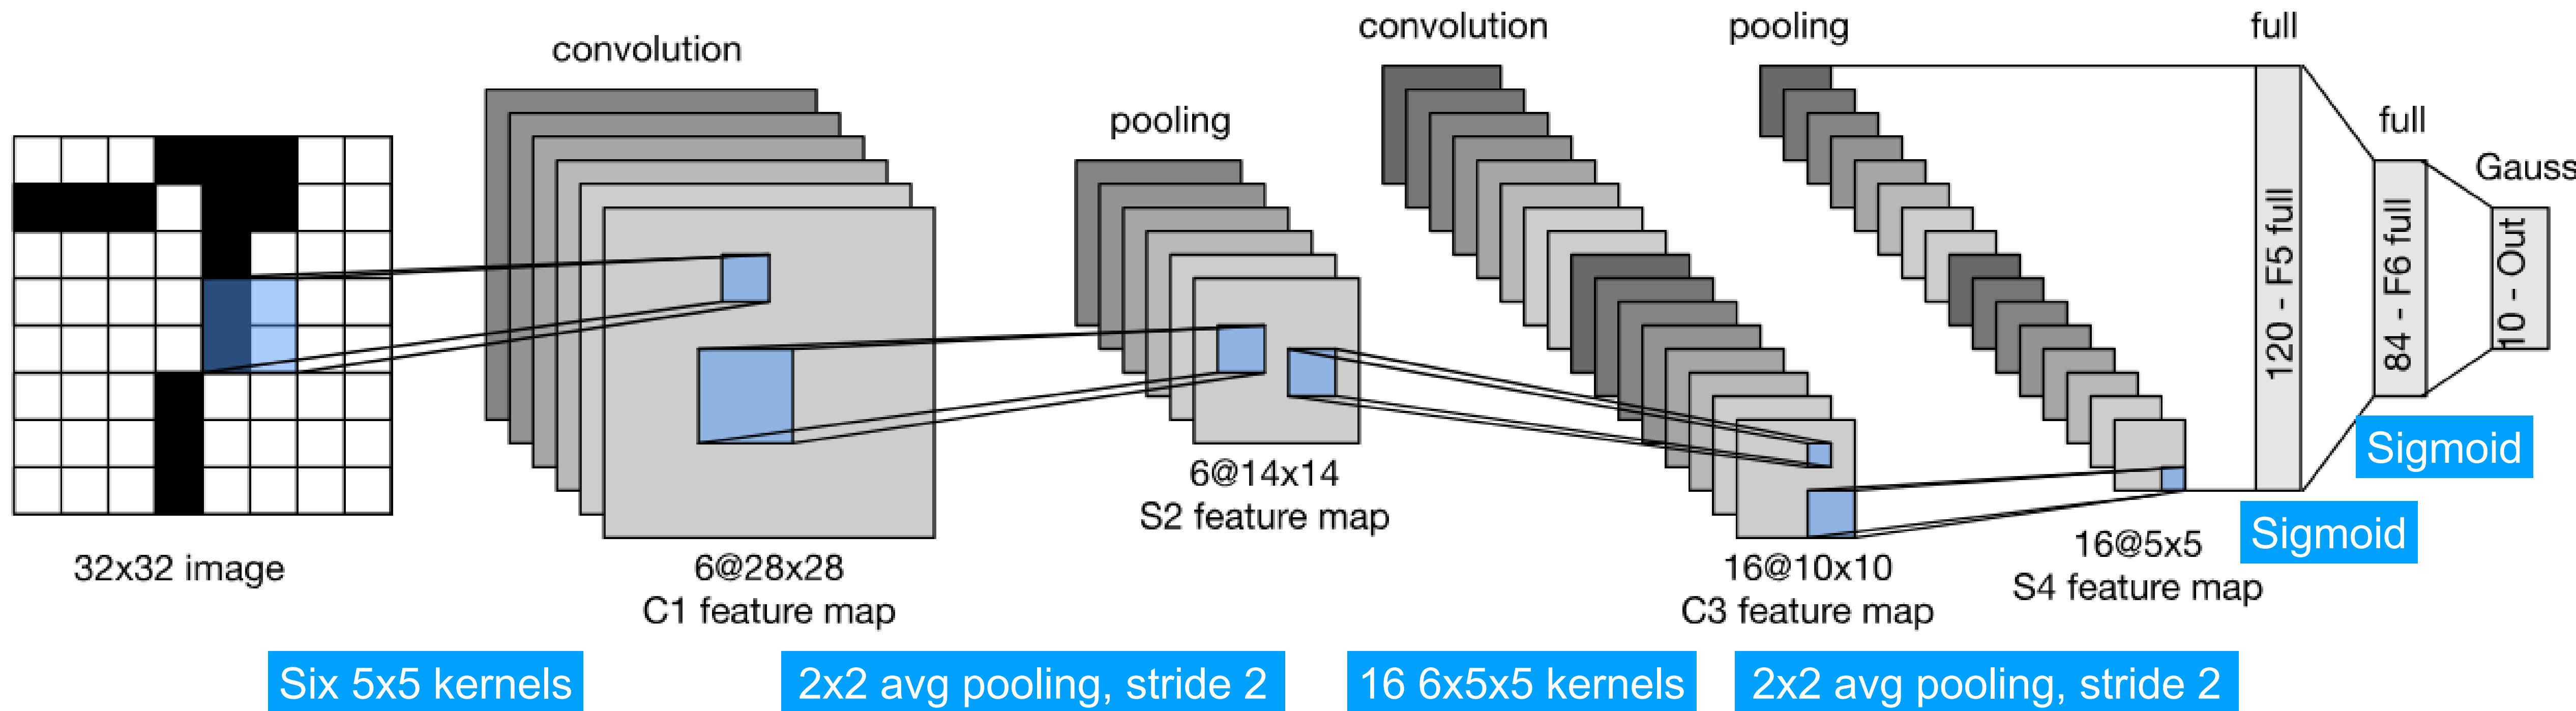 convolution
pooling
convolution
pooling
full
full
Gauss
32x32 image
6@28x28
C1 feature map
6@14x14
S2 feature map
16@10x10
C3 feature map
16@5x5
S4 feature map
120 - F5 full
84 - F6 full
10 - Out
Sigmoid
Sigmoid
Six 5x5 kernels
2x2 avg pooling, stride 2
16 6x5x5 kernels
2x2 avg pooling, stride 2